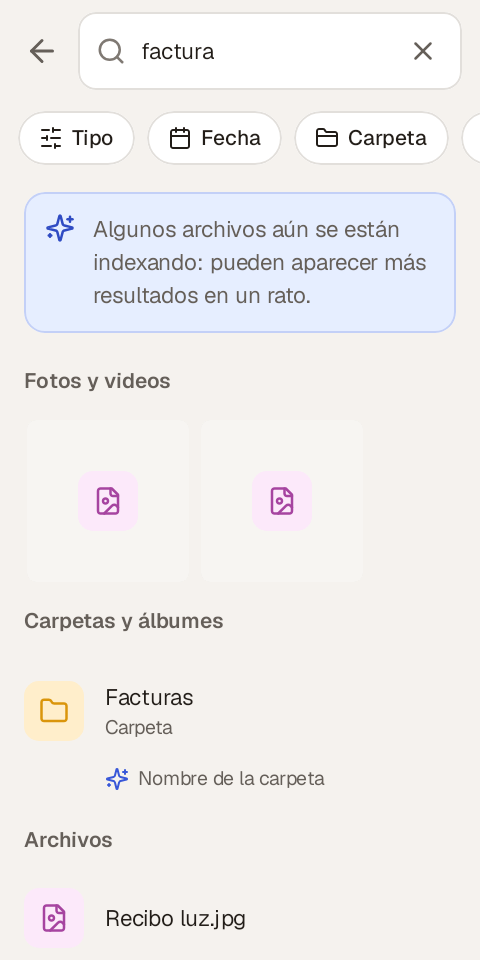 factura
Tipo
Fecha
Carpeta
Algunos archivos aún se están
indexando: pueden aparecer más
resultados en un rato.
Fotos y videos
Carpetas y álbumes
Facturas
Carpeta
Nombre de la carpeta
Archivos
Recibo luz.jpg